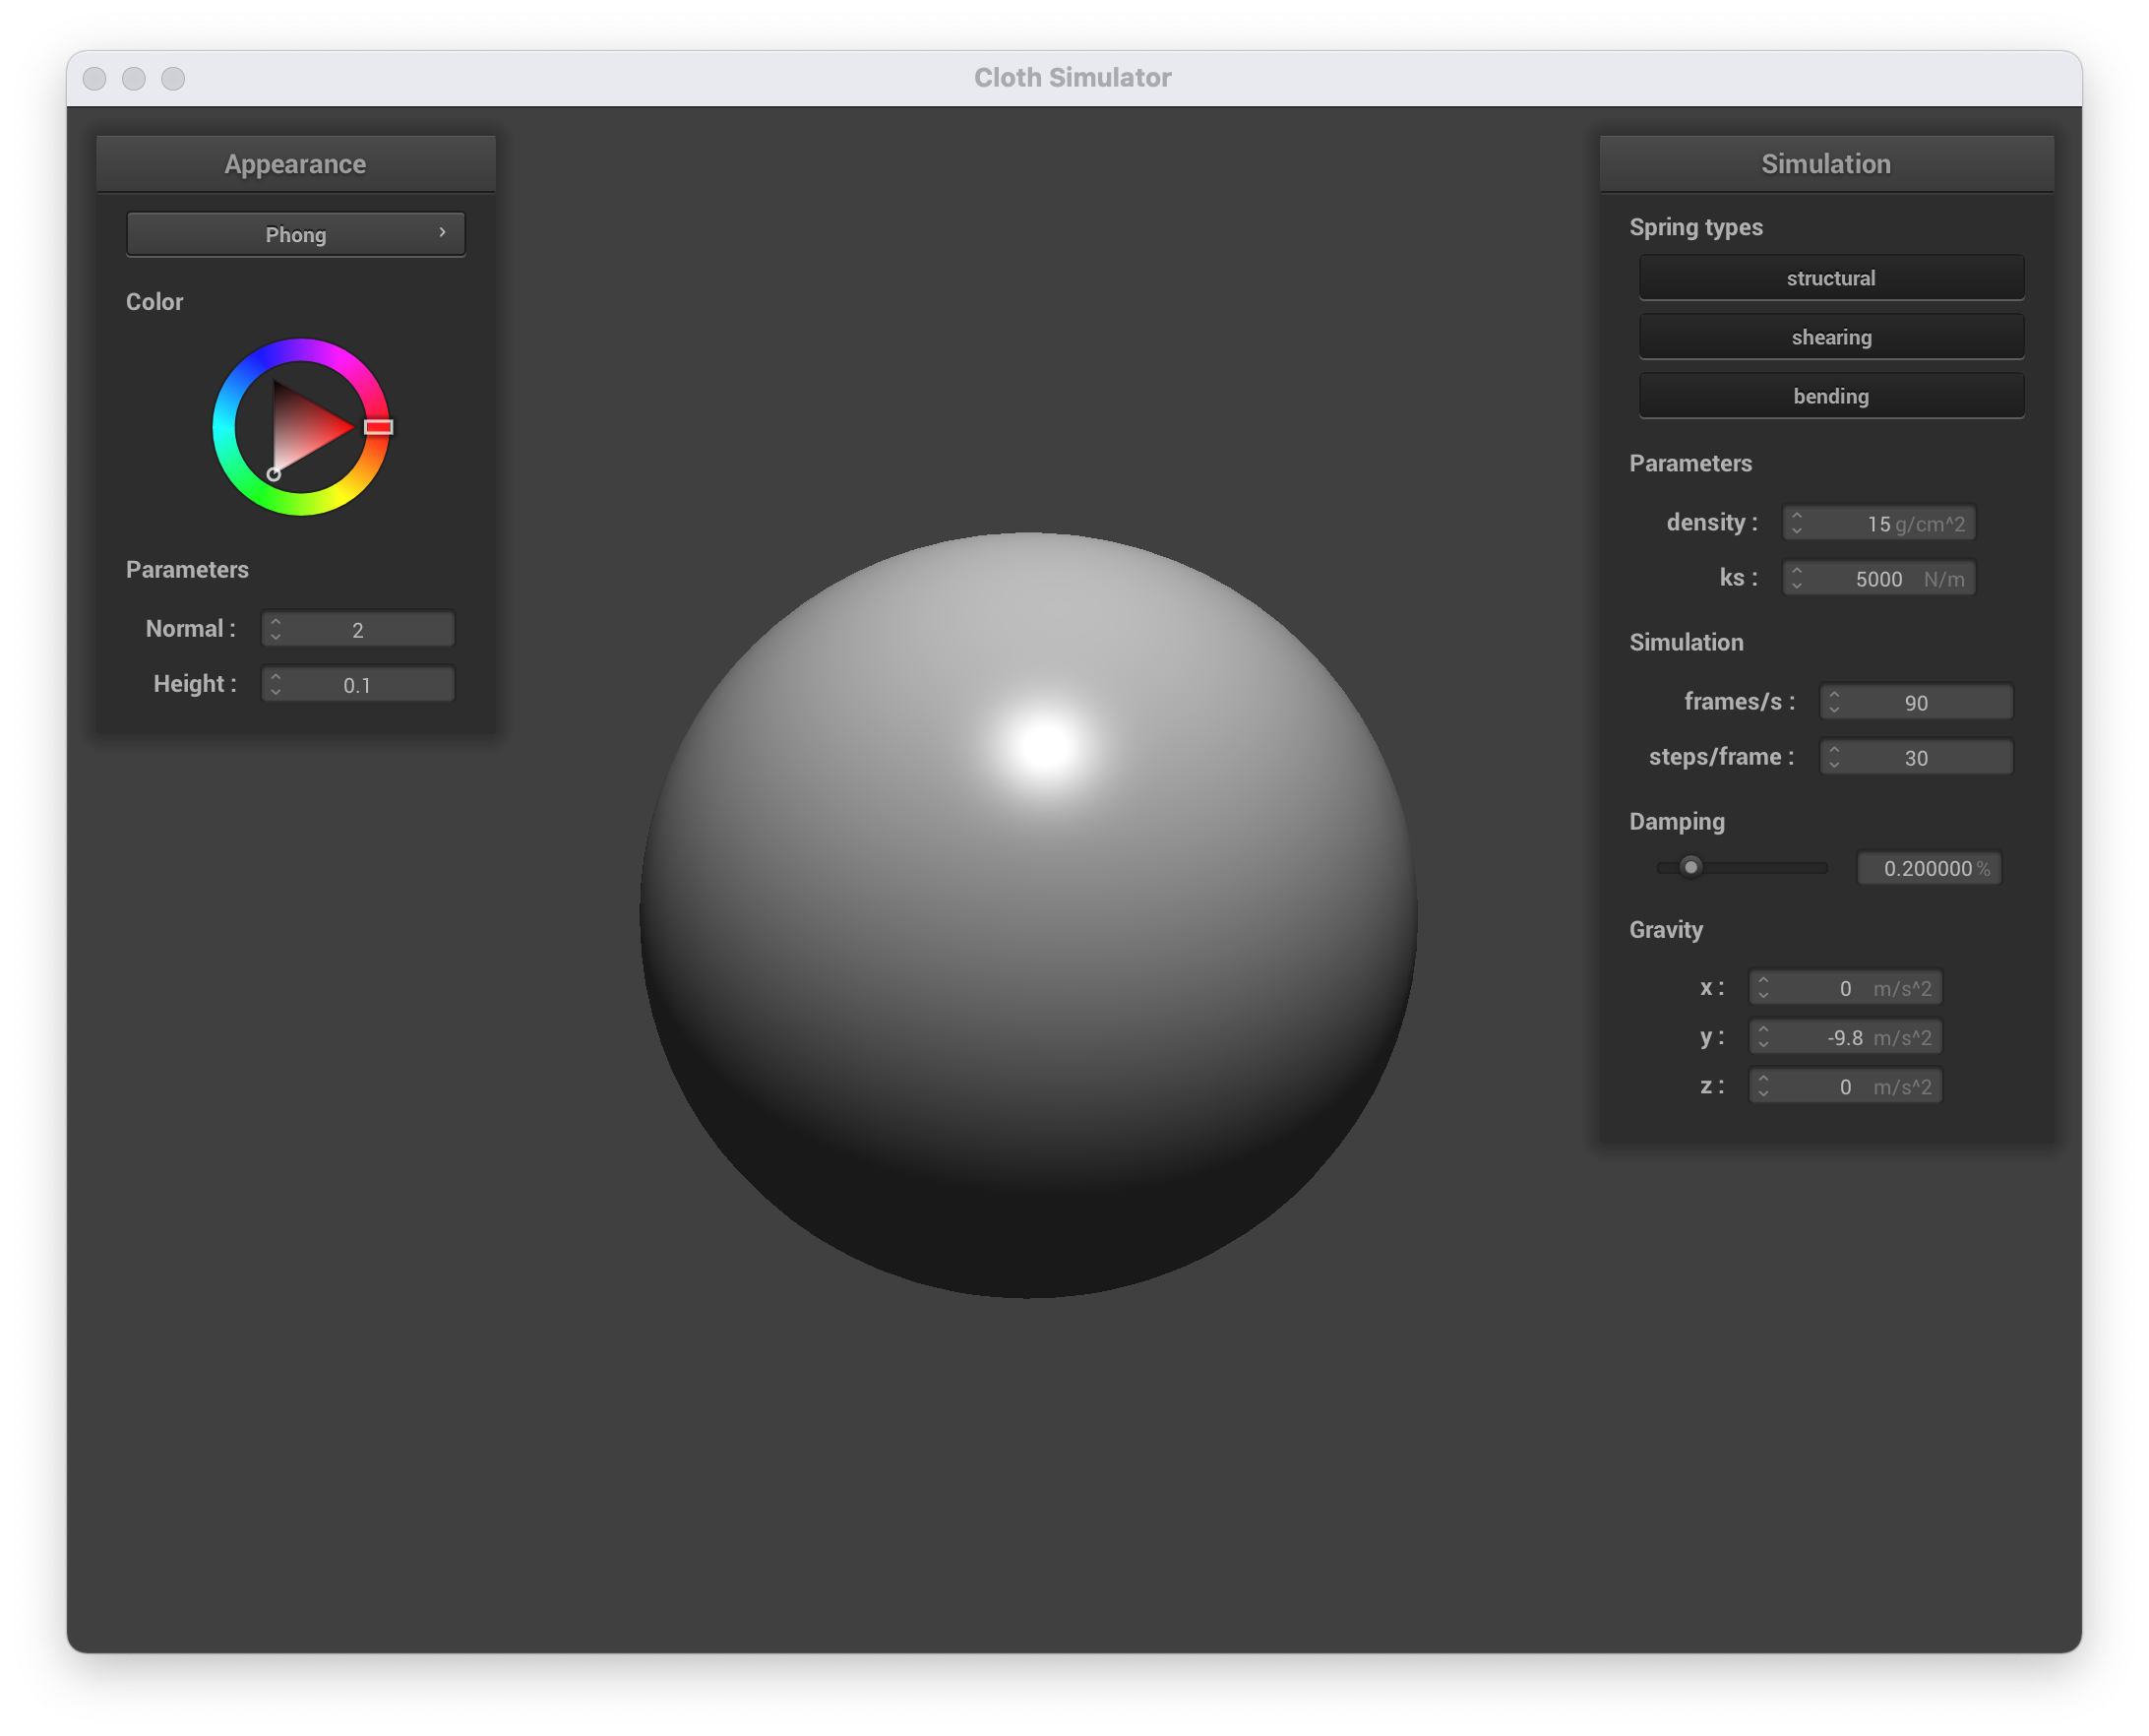 Cloth Simulator
Appearance
Phong
Color
Parameters
Normal : 2
Height : 0.1
Simulation
Spring types
structural
shearing
bending
Parameters
density : 15 g/cm^2
ks : 5000 N/m
Simulation
frames/s : 90
steps/frame : 30
Damping
0.200000 %
Gravity
x : 0 m/s^2
y : -9.8 m/s^2
z : 0 m/s^2